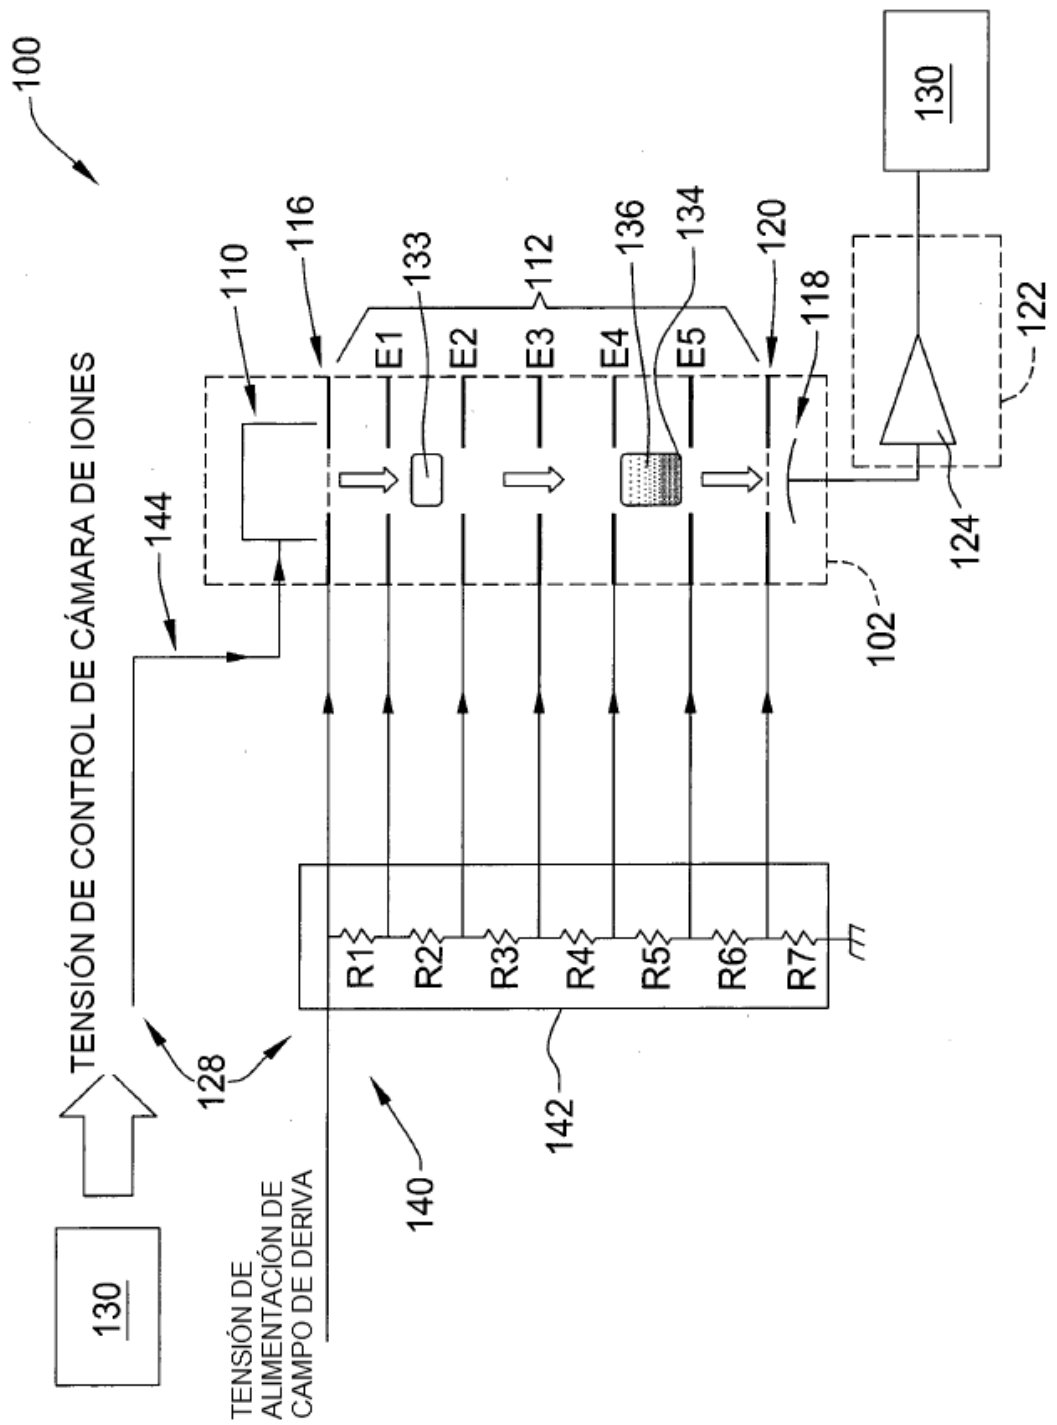 100
130
TENSIÓN DE CONTROL DE CÁMARA DE IONES
144
128
110
116
133
112
136
134
120
118
E1
E2
E3
E4
E5
TENSIÓN DE
ALIMENTACIÓN DE
CAMPO DE DERIVA
140
142
R1
R2
R3
R4
R5
R6
R7
102
124
122
130